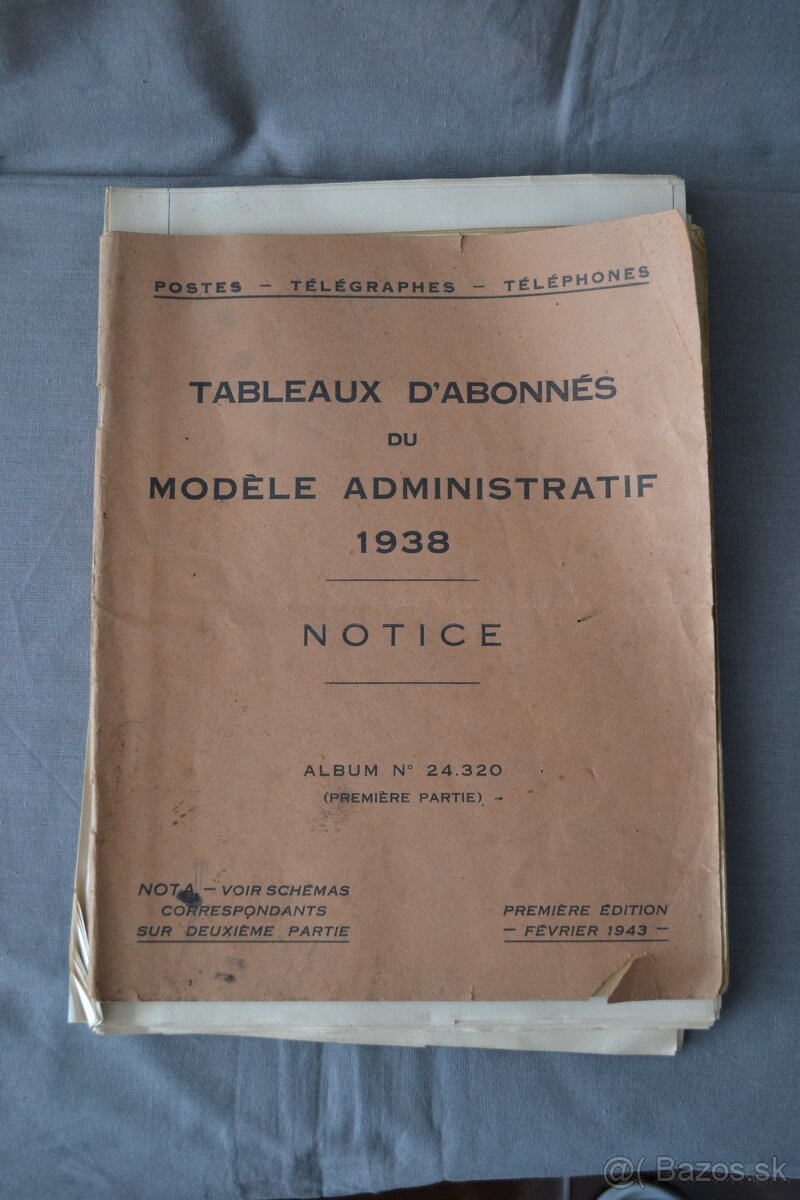 POSTES – TÉLÉGRAPHES – TÉLÉPHONES
TABLEAUX D'ABONNÉS
DU
MODÈLE ADMINISTRATIF
1938
NOTICE
ALBUM N° 24.320
(PREMIÈRE PARTIE)
NOTA – VOIR SCHÉMAS
CORRESPONDANTS
SUR DEUXIÈME PARTIE
PREMIÈRE ÉDITION
– FÉVRIER 1943 –
@( Bazos.sk